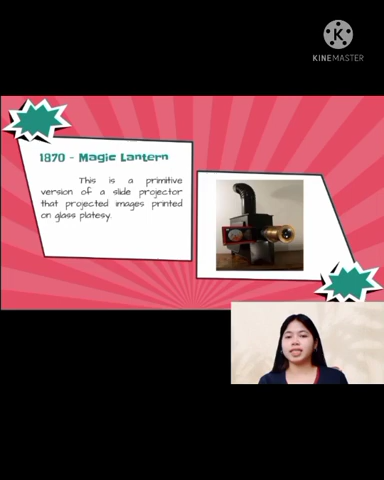 KINEMASTER
1870 - Magic Lantern
This is a primitive
version of a slide projector
that projected images printed
on glass platesy.